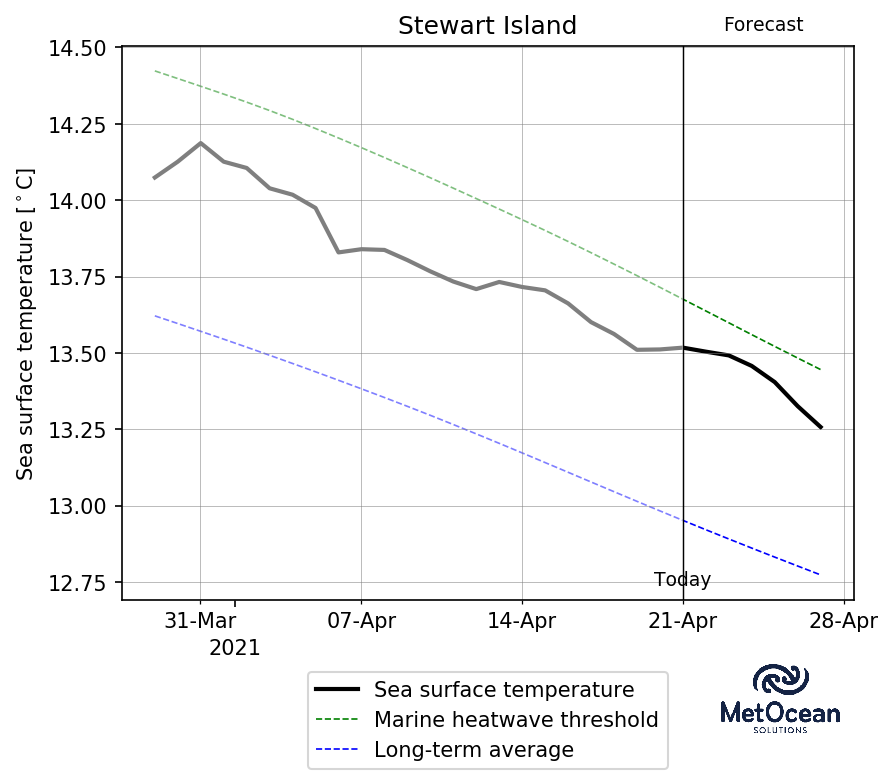 Stewart Island
Forecast
Sea surface temperature [°C]
14.50
14.25
14.00
13.75
13.50
13.25
13.00
12.75
Today
31-Mar
07-Apr
14-Apr
21-Apr
28-Apr
2021
Sea surface temperature
Marine heatwave threshold
Long-term average
MetOcean
SOLUTIONS